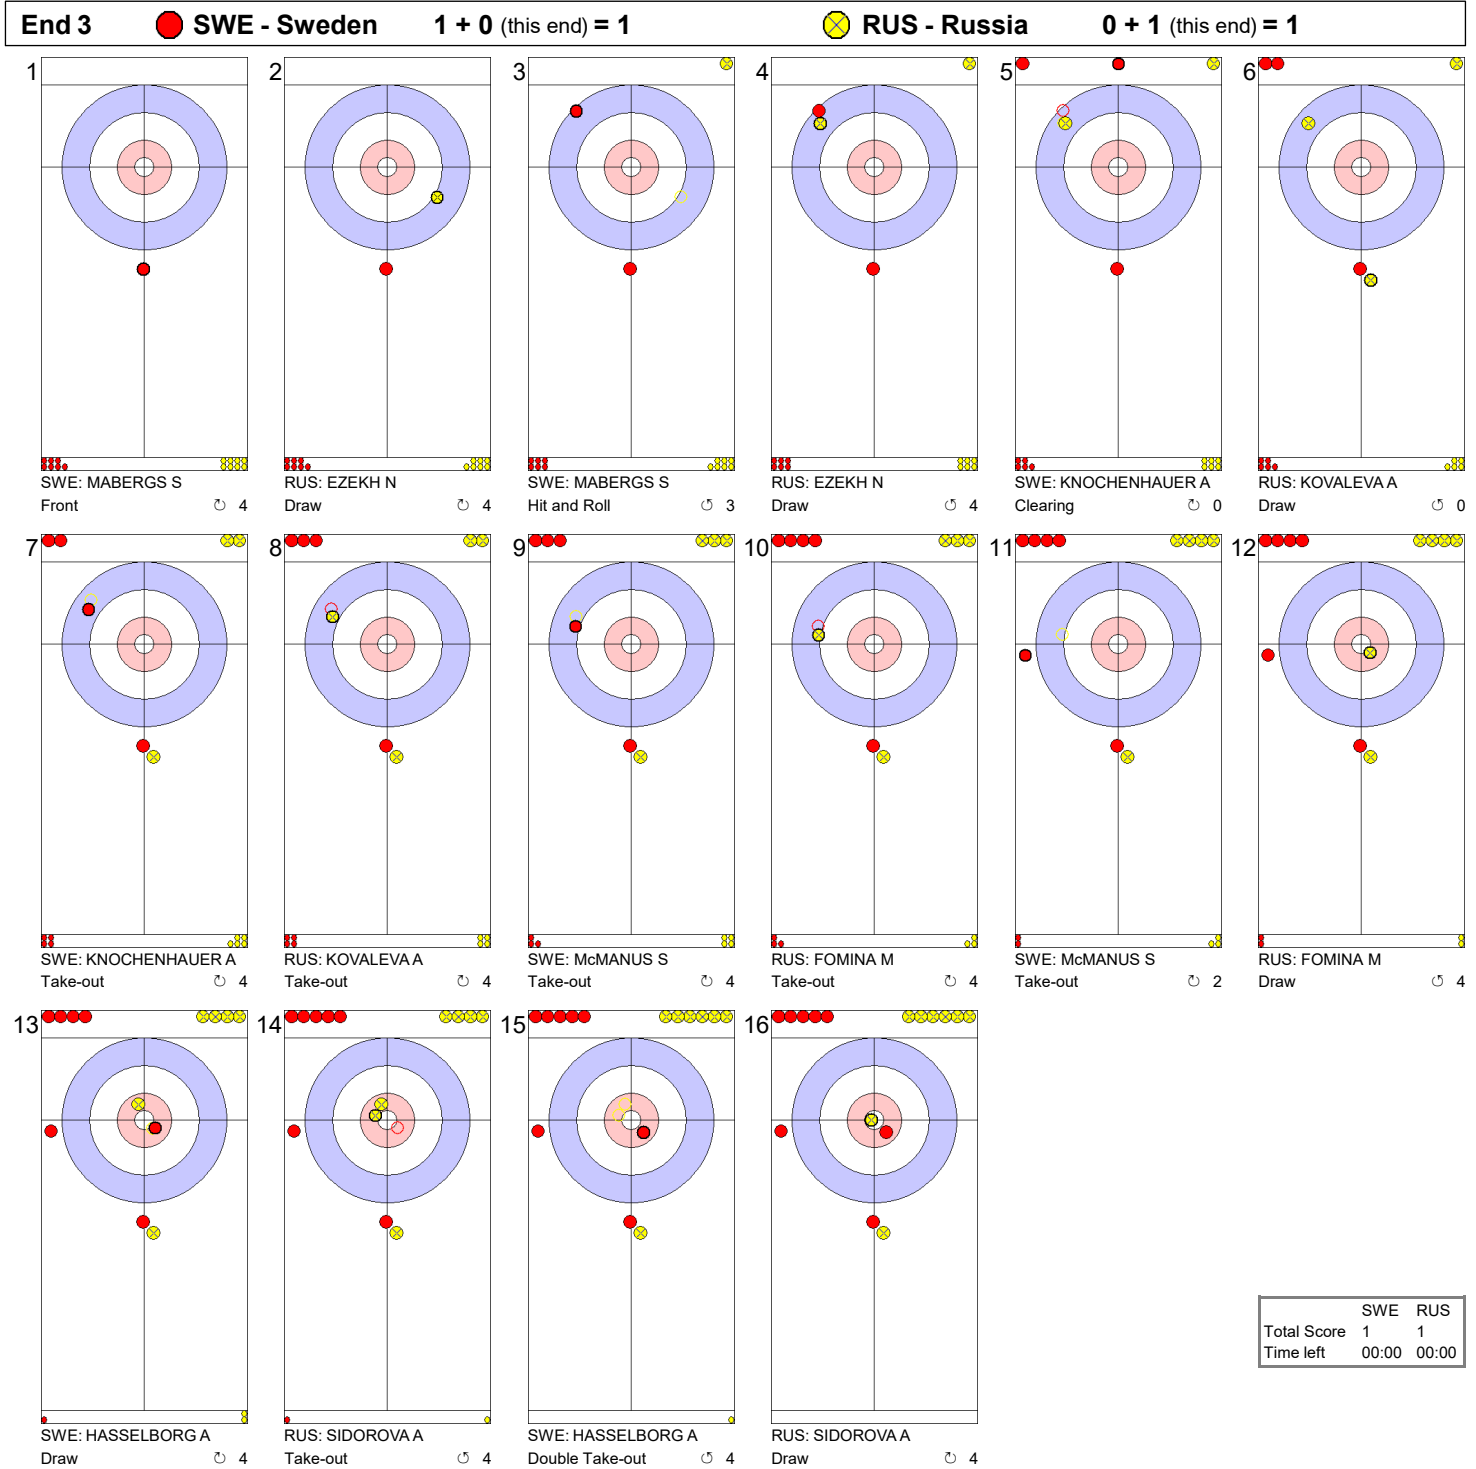 End 3 SWE - Sweden 1 + 0 (this end) = 1 RUS - Russia 0 + 1 (this end) = 1
1 2 3 4 5 6
SWE: MABERGS S RUS: EZEKH N SWE: MABERGS S RUS: EZEKH N SWE: KNOCHENHAUER A RUS: KOVALEVA A
Front ↻ 4 Draw ↻ 4 Hit and Roll ↺ 3 Draw ↺ 4 Clearing ↻ 0 Draw ↺ 0
7 8 9 10 11 12
SWE: KNOCHENHAUER A RUS: KOVALEVA A SWE: McMANUS S RUS: FOMINA M SWE: McMANUS S RUS: FOMINA M
Take-out ↻ 4 Take-out ↻ 4 Take-out ↻ 4 Take-out ↻ 4 Take-out ↻ 2 Draw ↺ 4
13 14 15 16
SWE: HASSELBORG A RUS: SIDOROVA A SWE: HASSELBORG A RUS: SIDOROVA A
Draw ↻ 4 Take-out ↺ 4 Double Take-out ↺ 4 Draw ↻ 4
SWE RUS
Total Score 1 1
Time left 00:00 00:00